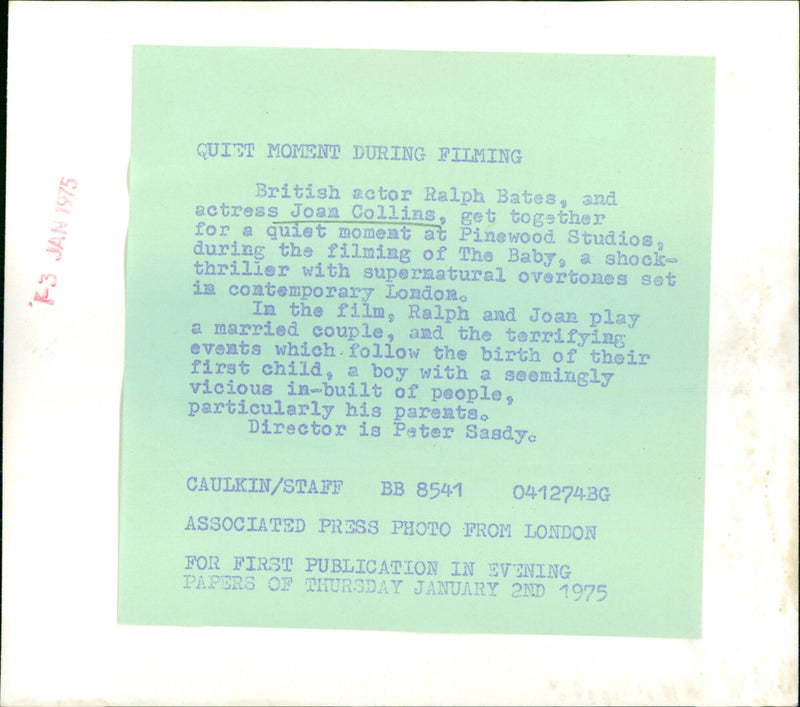 QUIET MOMENT DURING FILMING
British actor Ralph Bates, and
actress Joan Collins, get together
for a quiet moment at Pinewood Studios,
during the filming of The Baby, a shock-
thriller with supernatural overtones set
in contemporary London.
In the film, Ralph and Joan play
a married couple, and the terrifying
events which follow the birth of their
first child, a boy with a seemingly
vicious in-built of people,
particularly his parents.
Director is Peter Sasdy.
CAULKIN/STAFF BB 8541 041274BG
ASSOCIATED PRESS PHOTO FROM LONDON
FOR FIRST PUBLICATION IN EVENING
PAPERS OF THURSDAY JANUARY 2ND 1975
-3 JAN 1975